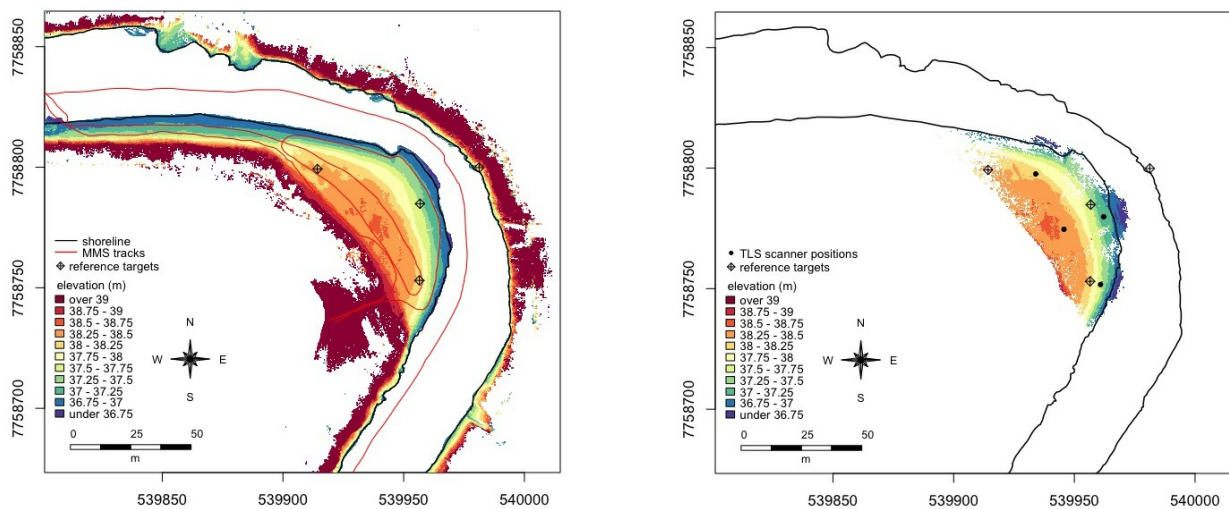 7758850
7758800
7758750
7758700
shoreline
MMS tracks
reference targets
elevation (m)
over 39
38.75 - 39
38.5 - 38.75
38.25 - 38.5
38 - 38.25
37.75 - 38
37.5 - 37.75
37.25 - 37.5
37 - 37.25
36.75 - 37
under 36.75
N
W
E
S
0 25 50
m
539850 539900 539950 540000
7758850
7758800
7758750
7758700
TLS scanner positions
reference targets
elevation (m)
over 39
38.75 - 39
38.5 - 38.75
38.25 - 38.5
38 - 38.25
37.75 - 38
37.5 - 37.75
37.25 - 37.5
37 - 37.25
36.75 - 37
under 36.75
N
W
E
S
0 25 50
m
539850 539900 539950 540000